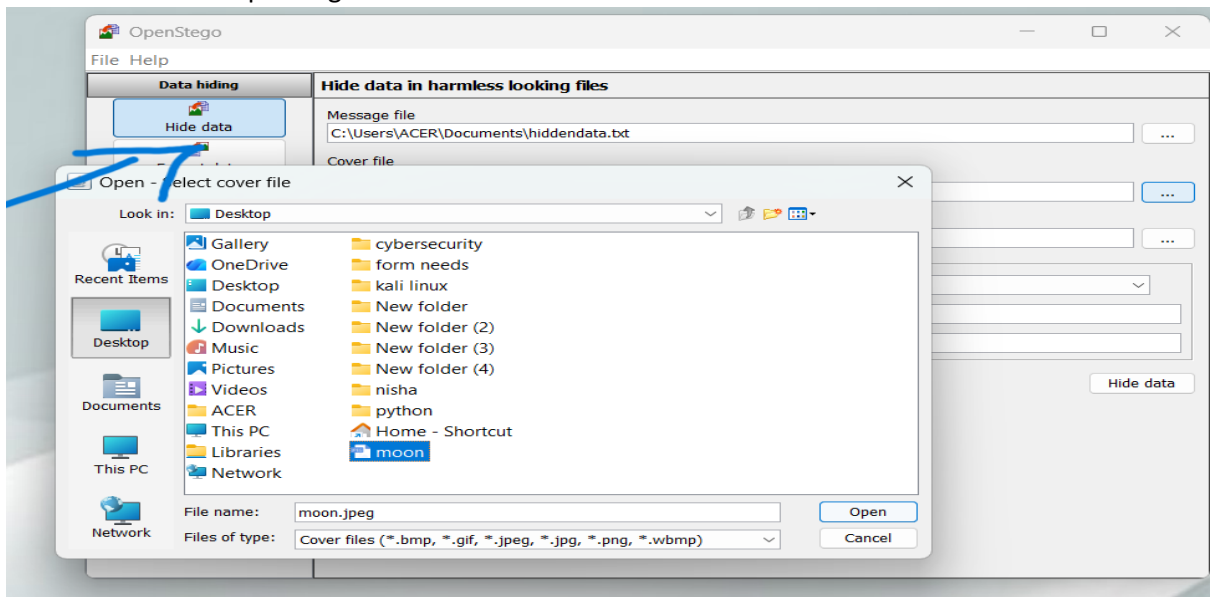 OpenStego
File Help
Data hiding
Hide data in harmless looking files
Hide data
Message file
C:\Users\ACER\Documents\hiddendata.txt
...
Cover file
Open - Select cover file
...
Look in: Desktop
...
Recent Items
Desktop
Documents
This PC
Network
Gallery
OneDrive
Desktop
Documents
Downloads
Music
Pictures
Videos
ACER
This PC
Libraries
Network
cybersecurity
form needs
kali linux
New folder
New folder (2)
New folder (3)
New folder (4)
nisha
python
Home - Shortcut
moon
Hide data
File name: moon.jpeg
Open
Files of type: Cover files (*.bmp, *.gif, *.jpeg, *.jpg, *.png, *.wbmp)
Cancel